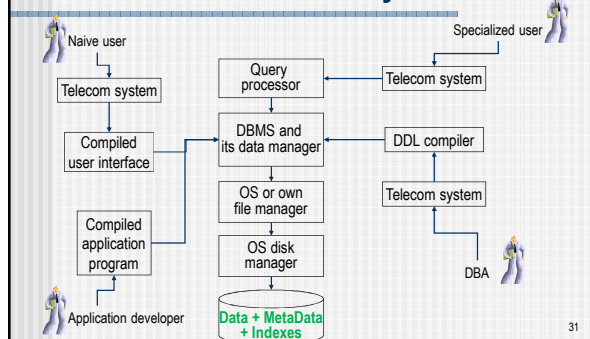 Naive user
Specialized user
Telecom system
Query
processor
Telecom system
Compiled
user interface
DBMS and
its data manager
DDL compiler
OS or own
file manager
Telecom system
Compiled
application
program
OS disk
manager
DBA
Application developer
Data + MetaData
+ Indexes
31